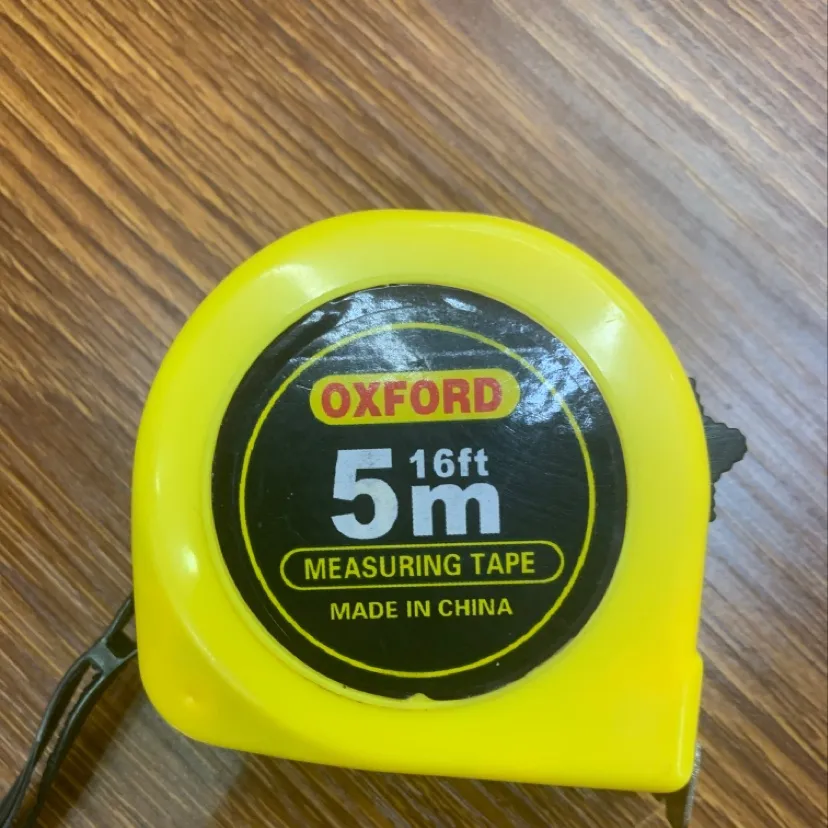 OXFORD
16ft
5m
MEASURING TAPE
MADE IN CHINA